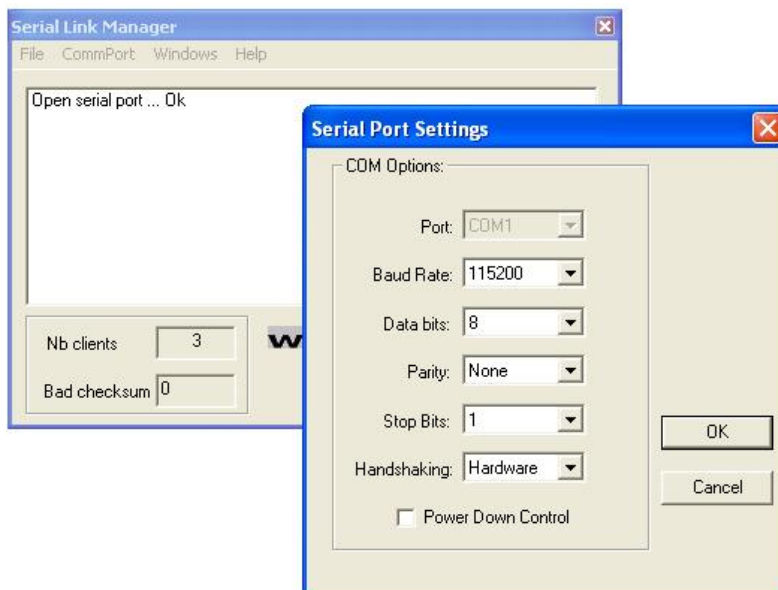 Serial Link Manager
File CommPort Windows Help
Open serial port ... Ok
Nb clients 3
Bad checksum 0
Serial Port Settings
COM Options:
Port: COM1
Baud Rate: 115200
Data bits: 8
Parity: None
Stop Bits: 1
Handshaking: Hardware
Power Down Control
OK
Cancel